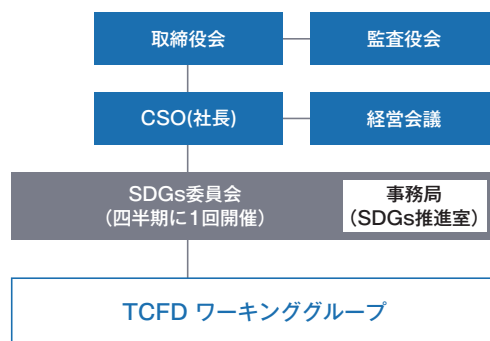 取締役会
監査役会
CSO(社長)
経営会議
SDGs委員会
（四半期に1回開催）
事務局
（SDGs推進室）
TCFD ワーキンググループ